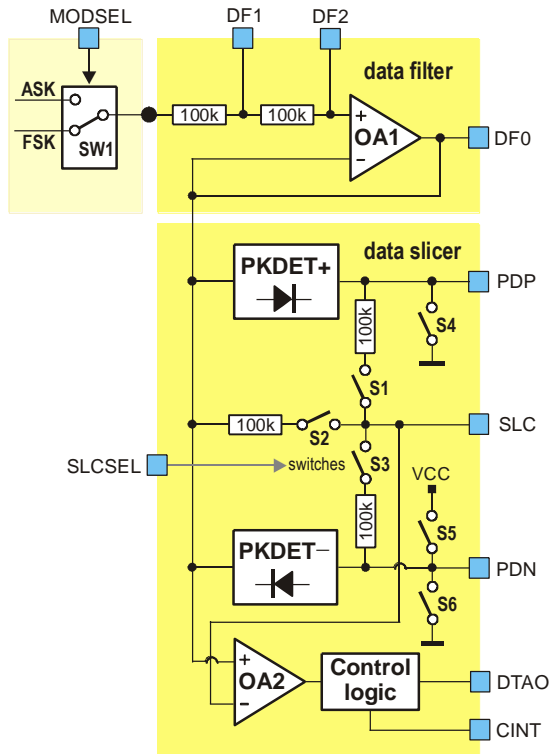 MODSEL
DF1
DF2
data filter
ASK
FSK
SW1
100k
100k
+
OA1
−
DF0
data slicer
PKDET+
PDP
100k
S4
S1
100k
S2
SLC
SLCSEL
switches
S3
VCC
100k
S5
PKDET−
PDN
S6
+
OA2
−
Control
logic
DTAO
CINT